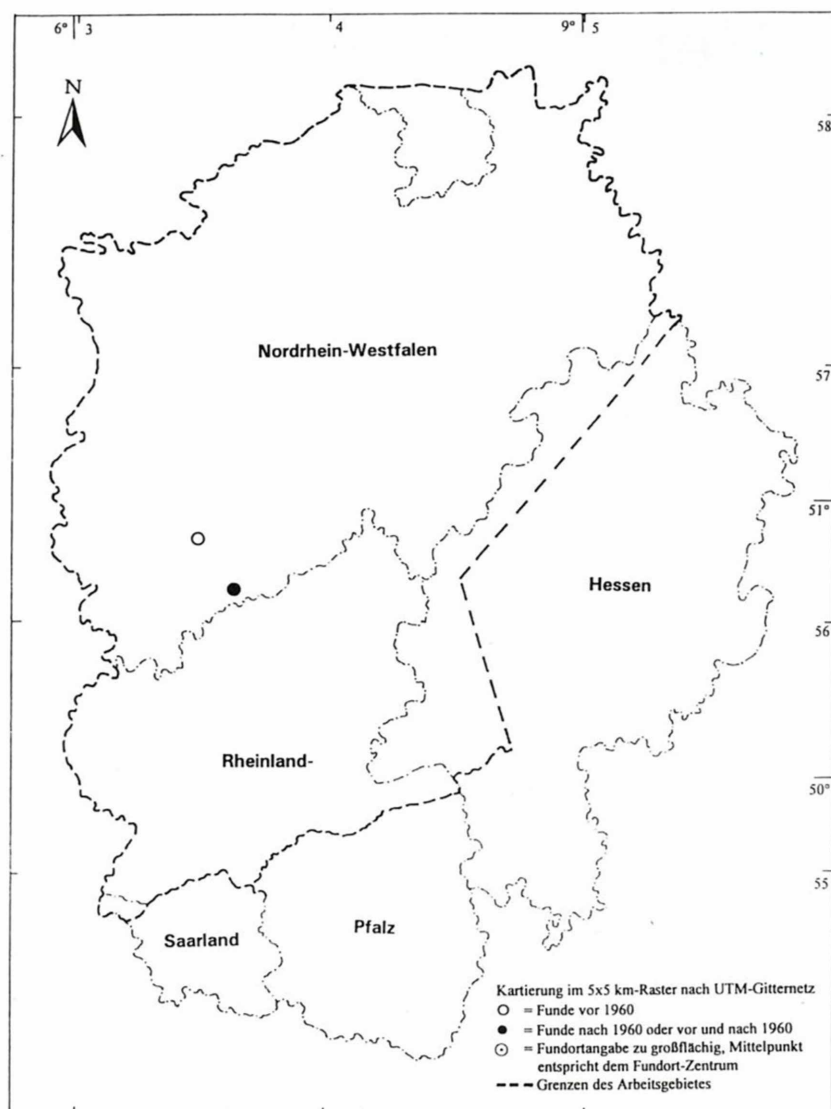 6° 3 4 9° 5
N
58
Nordrhein-Westfalen
57
51°
Hessen
56
Rheinland-
50°
55
Pfalz
Saarland
Kartierung im 5x5 km-Raster nach UTM-Gitternetz
= Funde vor 1960
= Funde nach 1960 oder vor und nach 1960
= Fundortangabe zu großflächig, Mittelpunkt
entspricht dem Fundort-Zentrum
Grenzen des Arbeitsgebietes